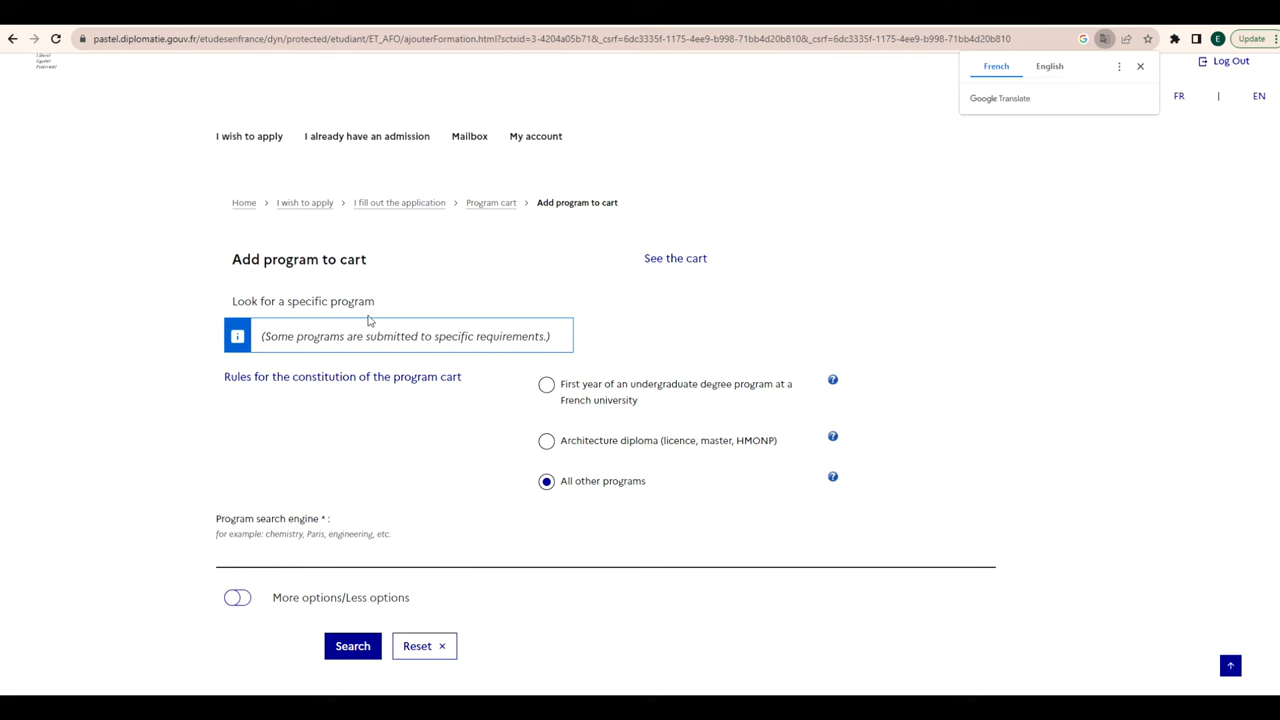 pastel.diplomatie.gouv.fr/etudesenfrance/dyn/protected/etudiant/ET_AFO/ajouterFormation.html?sctxid=3-4204a05b71&_csrf=6dc3335f-1175-4ee9-b998-71bb4d20b810&_csrf=6dc3335f-1175-4ee9-b998-71bb4d20b810
E
Update
French English
Google Translate
Log Out
FR | EN
I wish to apply I already have an admission Mailbox My account
Home > I wish to apply > I fill out the application > Program cart > Add program to cart
Add program to cart
See the cart
Look for a specific program
(Some programs are submitted to specific requirements.)
Rules for the constitution of the program cart
First year of an undergraduate degree program at a
French university
Architecture diploma (licence, master, HMONP)
All other programs
Program search engine * :
for example: chemistry, Paris, engineering, etc.
More options/Less options
Search
Reset ×